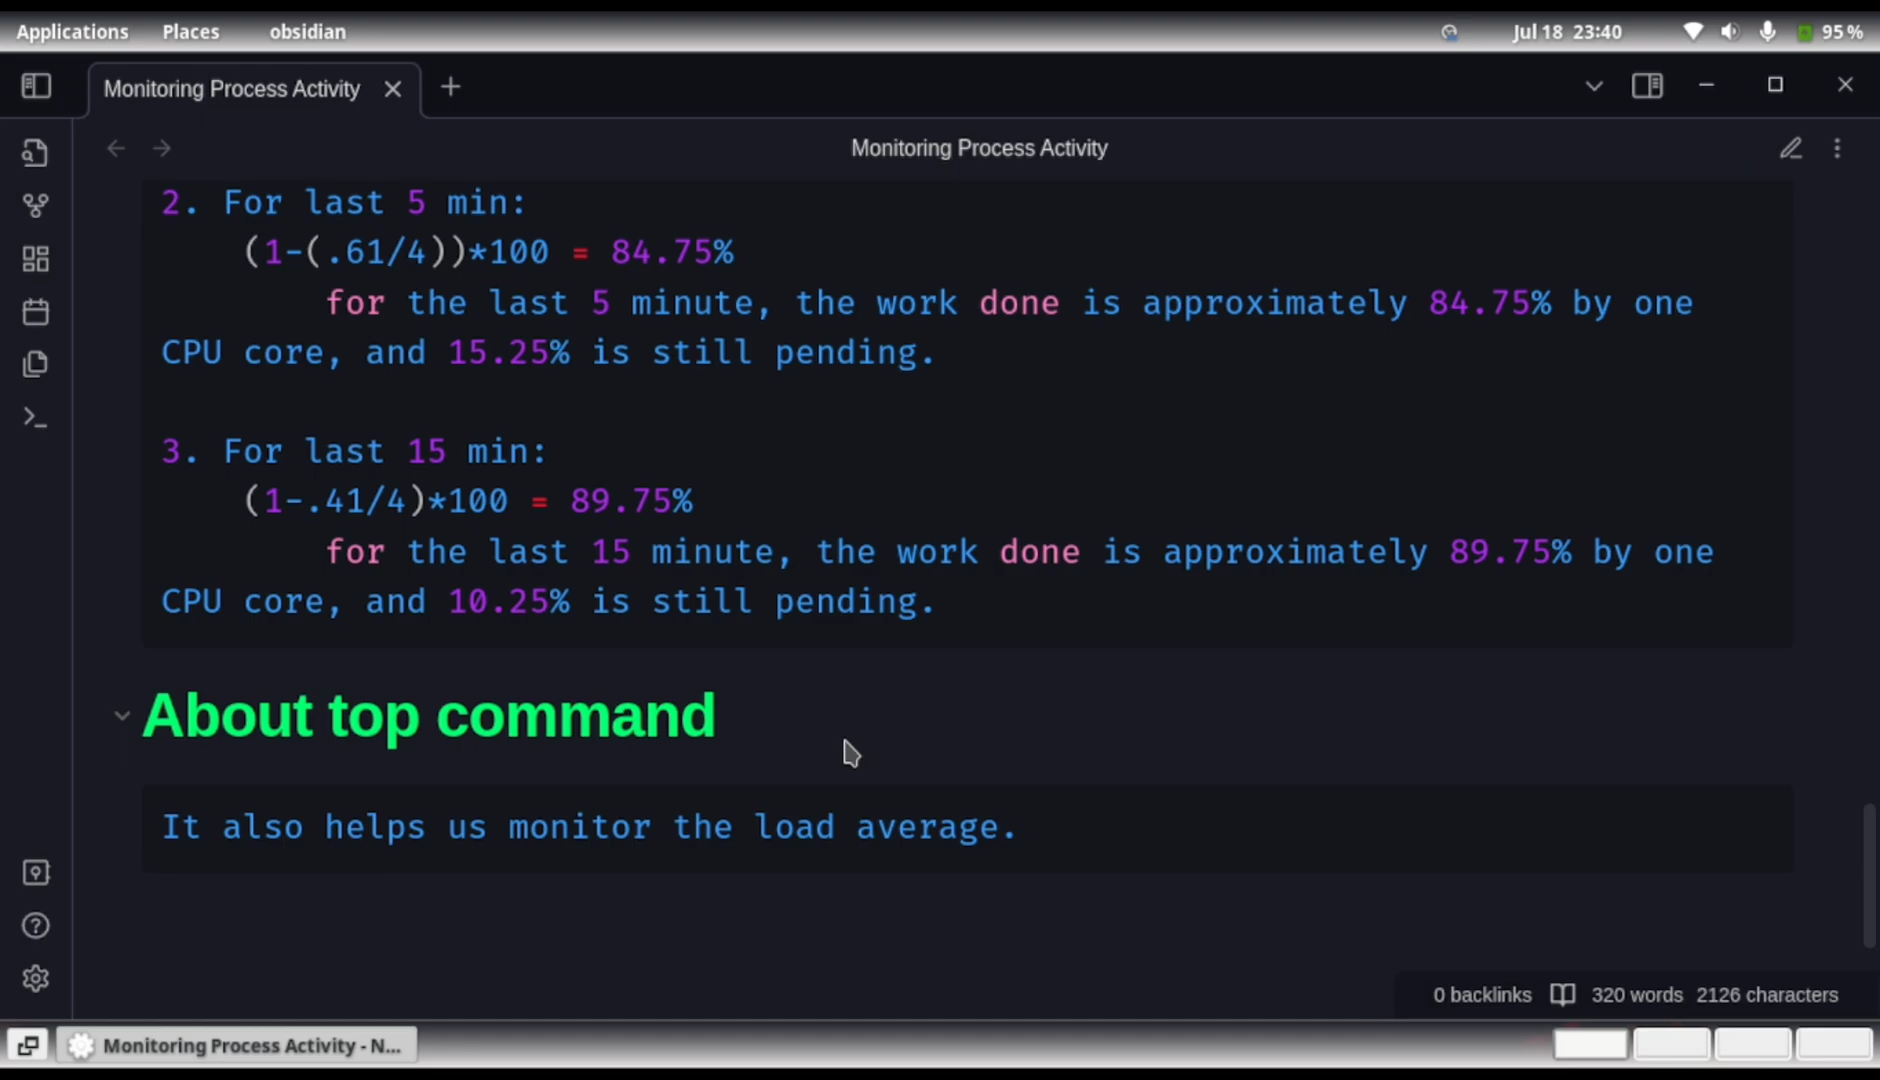 Applications Places obsidian Jul 18 23:40 95%
Monitoring Process Activity
Monitoring Process Activity
2. For last 5 min:
(1-(.61/4))*100 = 84.75%
for the last 5 minute, the work done is approximately 84.75% by one
CPU core, and 15.25% is still pending.
3. For last 15 min:
(1-.41/4)*100 = 89.75%
for the last 15 minute, the work done is approximately 89.75% by one
CPU core, and 10.25% is still pending.
About top command
It also helps us monitor the load average.
0 backlinks 320 words 2126 characters
Monitoring Process Activity - N...